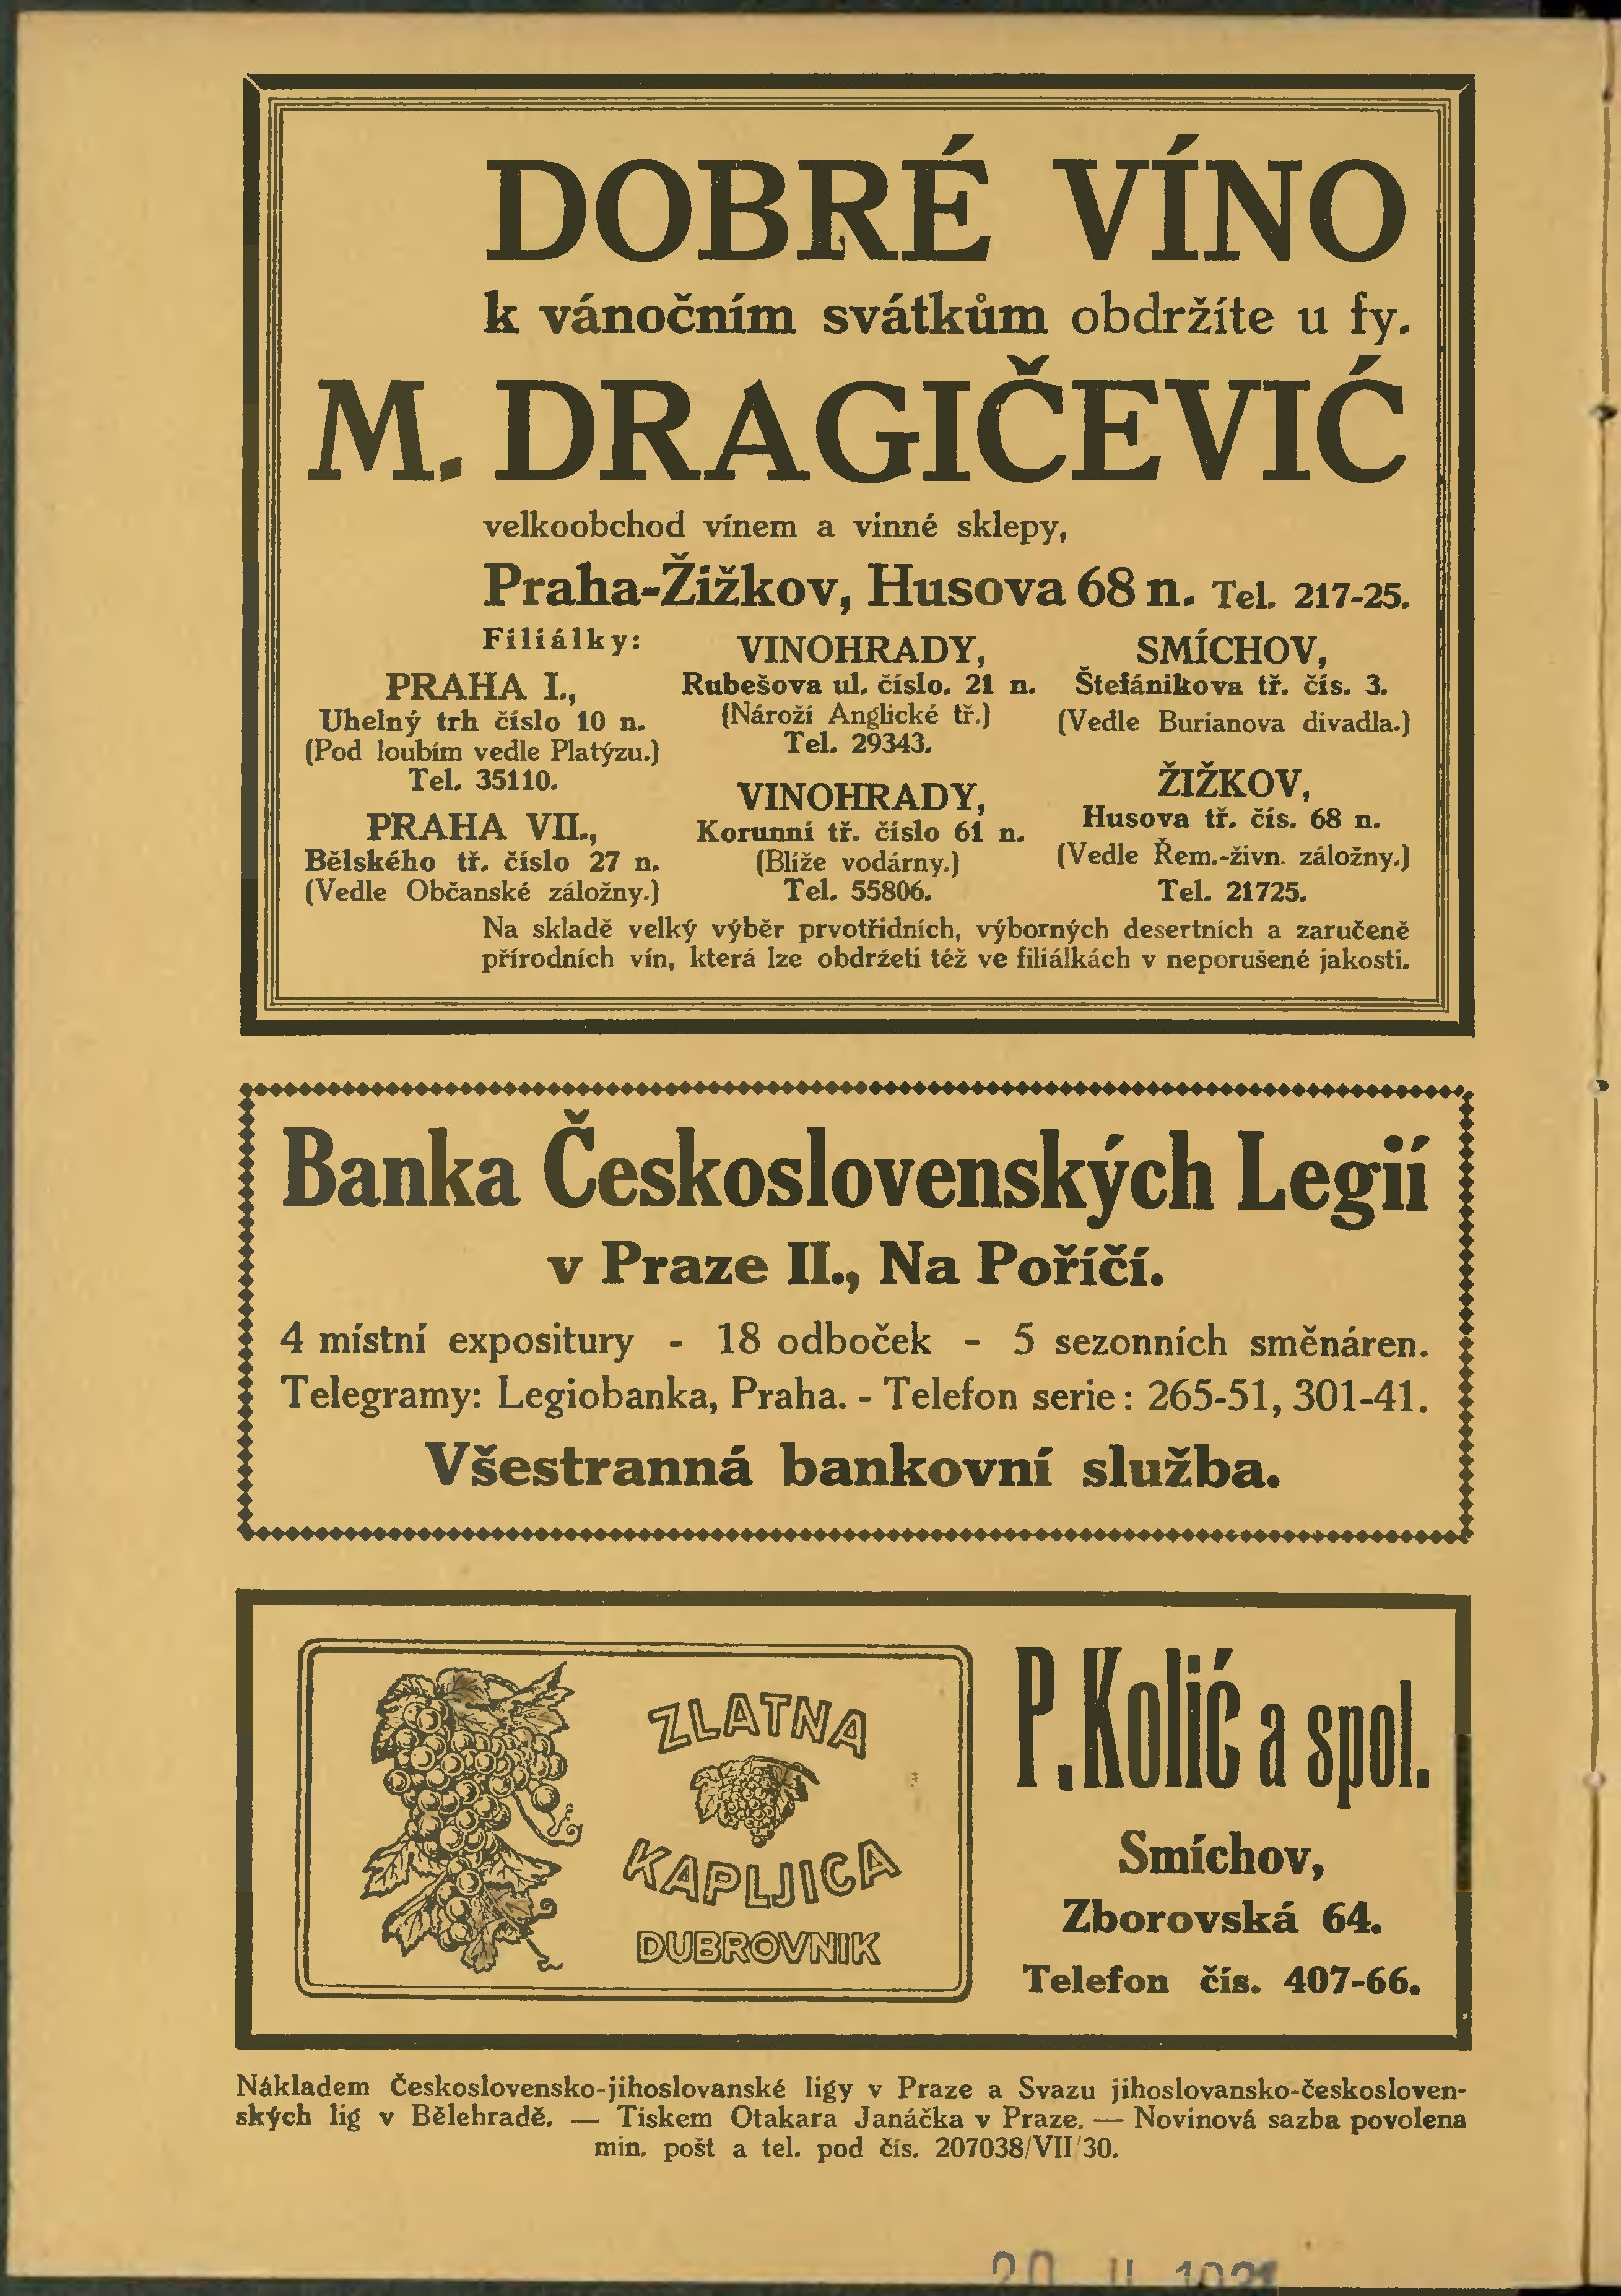 DOBRÉ VÍNO
k vánočním svátkům obdržíte u fy.
M. DRAGIČEVIĆ
velkoobchod vínem a vinné sklepy,
Praha-Žižkov, Husova 68 n. Tel. 217-25.
Filiálky:
PRAHA I.,
Uhelný trh číslo 10 n.
(Pod loubím vedle Platýzu.)
Tel. 35110.
PRAHA VII.,
Bělského tř. číslo 27 n.
(Vedle Občanské záložny.)
VINOHRADY,
Rubešova ul. číslo. 21 n.
(Nároží Anglické tř.)
Tel. 29343.
VINOHRADY,
Korunní tř. číslo 61 n.
(Blíže vodárny.)
Tel. 55806.
SMÍCHOV,
Štefánikova tř. čís. 3.
(Vedle Burianova divadla.)
ŽIŽKOV,
Husova tř. čís. 68 n.
(Vedle Řem.-živn. záložny.)
Tel. 21725.
Na skladě velký výběr prvotřidních, výborných desertních a zaručeně
přírodních vín, která lze obdržeti též ve filiálkách v neporušené jakosti.
Banka Československých Legií
v Praze II., Na Poříčí.
4 místní expositury - 18 odboček - 5 sezonních směnáren.
Telegramy: Legiobanka, Praha. - Telefon serie: 265-51, 301-41.
Všestranná bankovní služba.
ZLATNA
KAPLJICA
DUBROVNIK
P. Kolić a spol.
Smíchov,
Zborovská 64.
Telefon čís. 407-66.
Nákladem Československo-jihoslovanské ligy v Praze a Svazu jihoslovansko-českosloven-
ských lig v Bělehradě. — Tiskem Otakara Janáčka v Praze. — Novinová sazba povolena
min. pošt a tel. pod čís. 207038/VII/30.